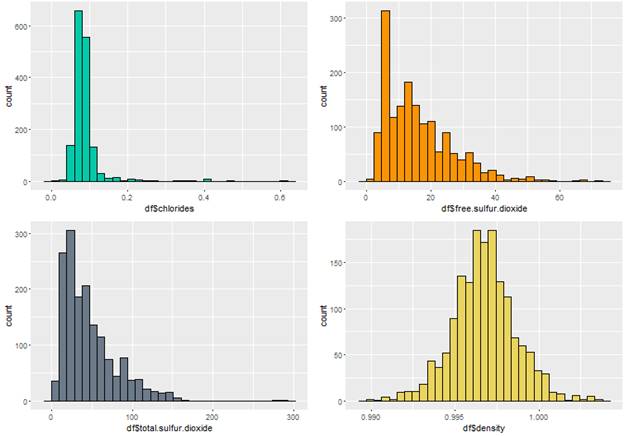 600
400
200
0
count
0.0 0.2 0.4 0.6
df$chlorides
300
200
100
0
count
0 20 40 60
df$free.sulfur.dioxide
300
200
100
0
count
0 100 200 300
df$total.sulfur.dioxide
150
100
50
0
count
0.990 0.995 1.000
df$density